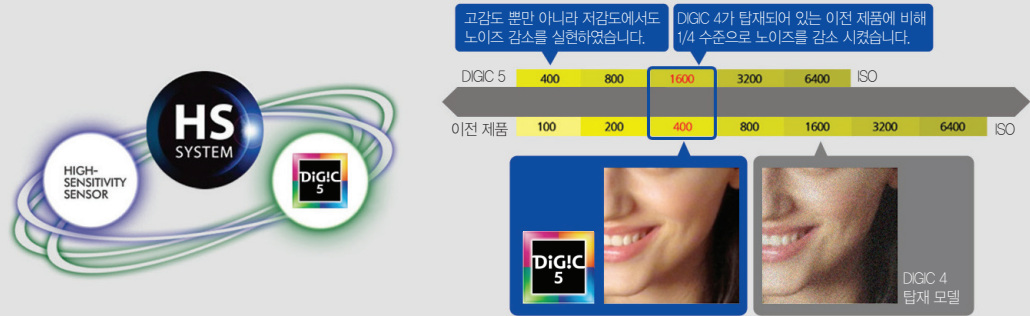 HS
SYSTEM
HIGH-
SENSITIVITY
SENSOR
DiG!C
5
고감도 뿐만 아니라 저감도에서도
노이즈 감소를 실현하였습니다.
DIGIC 4가 탑재되어 있는 이전 제품에 비해
1/4 수준으로 노이즈를 감소 시켰습니다.
DIGIC 5 400 800 1600 3200 6400 ISO
이전 제품 100 200 400 800 1600 3200 6400 ISO
DiG!C
5
DIGIC 4
탑재 모델